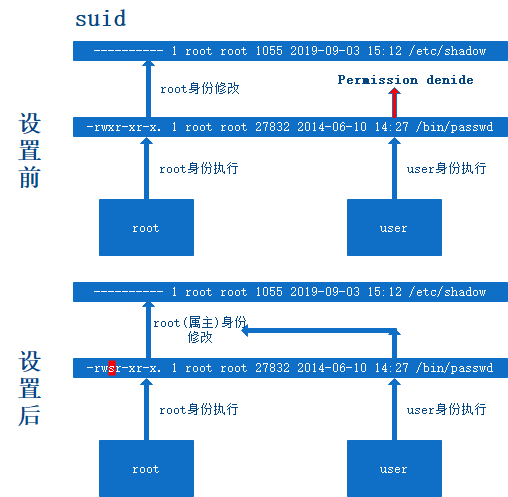 suid
---------- 1 root root 1055 2019-09-03 15:12 /etc/shadow
root身份修改
Permission denide
设置前
-rwxr-xr-x. 1 root root 27832 2014-06-10 14:27 /bin/passwd
root身份执行
user身份执行
root
user
---------- 1 root root 1055 2019-09-03 15:12 /etc/shadow
root(属主)身份
修改
设置后
-rwsr-xr-x. 1 root root 27832 2014-06-10 14:27 /bin/passwd
root身份执行
user身份执行
root
user